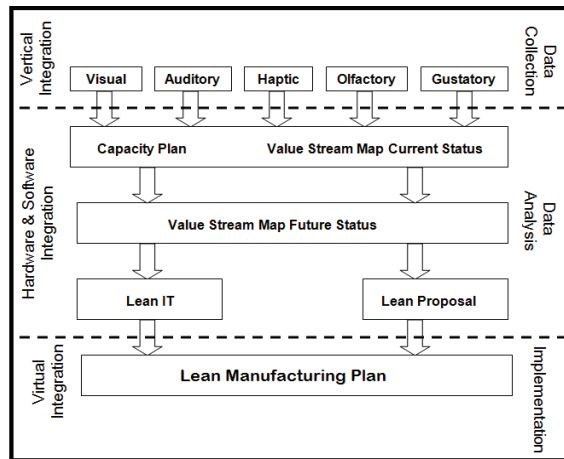 Vertical
Integration
Data
Collection
Visual
Auditory
Haptic
Olfactory
Gustatory
Hardware & Software
Integration
Data
Analysis
Capacity Plan
Value Stream Map Current Status
Value Stream Map Future Status
Lean IT
Lean Proposal
Virtual
Integration
Implementation
Lean Manufacturing Plan